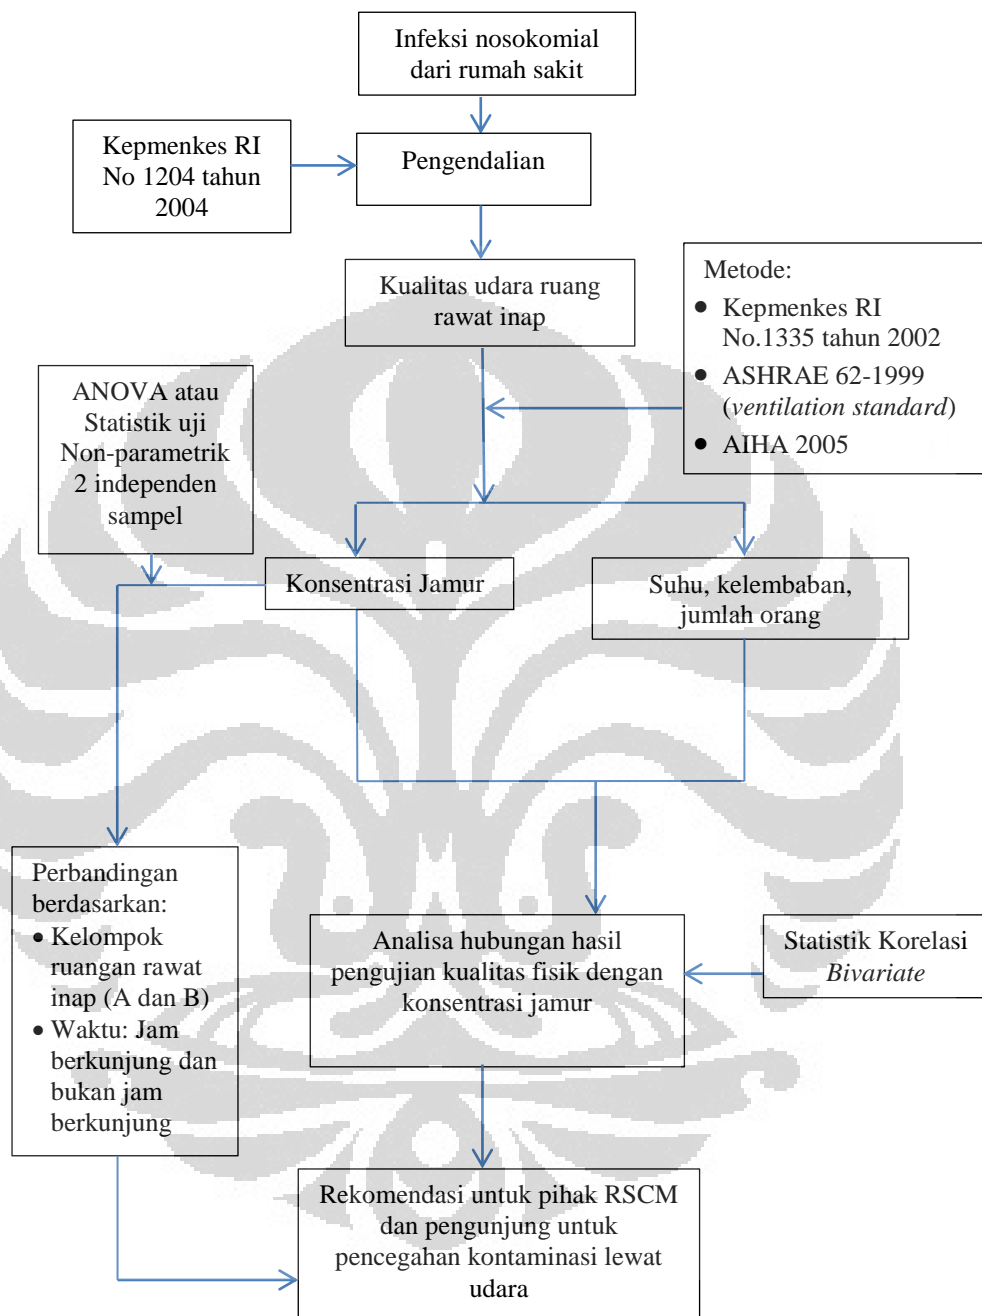 Infeksi nosokomial
dari rumah sakit
Kepmenkes RI
No 1204 tahun
2004
Pengendalian
Kualitas udara ruang
rawat inap
Metode:
• Kepmenkes RI
No.1335 tahun 2002
• ASHRAE 62-1999
(ventilation standard)
• AIHA 2005
ANOVA atau
Statistik uji
Non-parametrik
2 independen
sampel
Konsentrasi Jamur
Suhu, kelembaban,
jumlah orang
Perbandingan
berdasarkan:
• Kelompok
ruangan rawat
inap (A dan B)
• Waktu: Jam
berkunjung dan
bukan jam
berkunjung
Analisa hubungan hasil
pengujian kualitas fisik dengan
konsentrasi jamur
Statistik Korelasi
Bivariate
Rekomendasi untuk pihak RSCM
dan pengunjung untuk
pencegahan kontaminasi lewat
udara